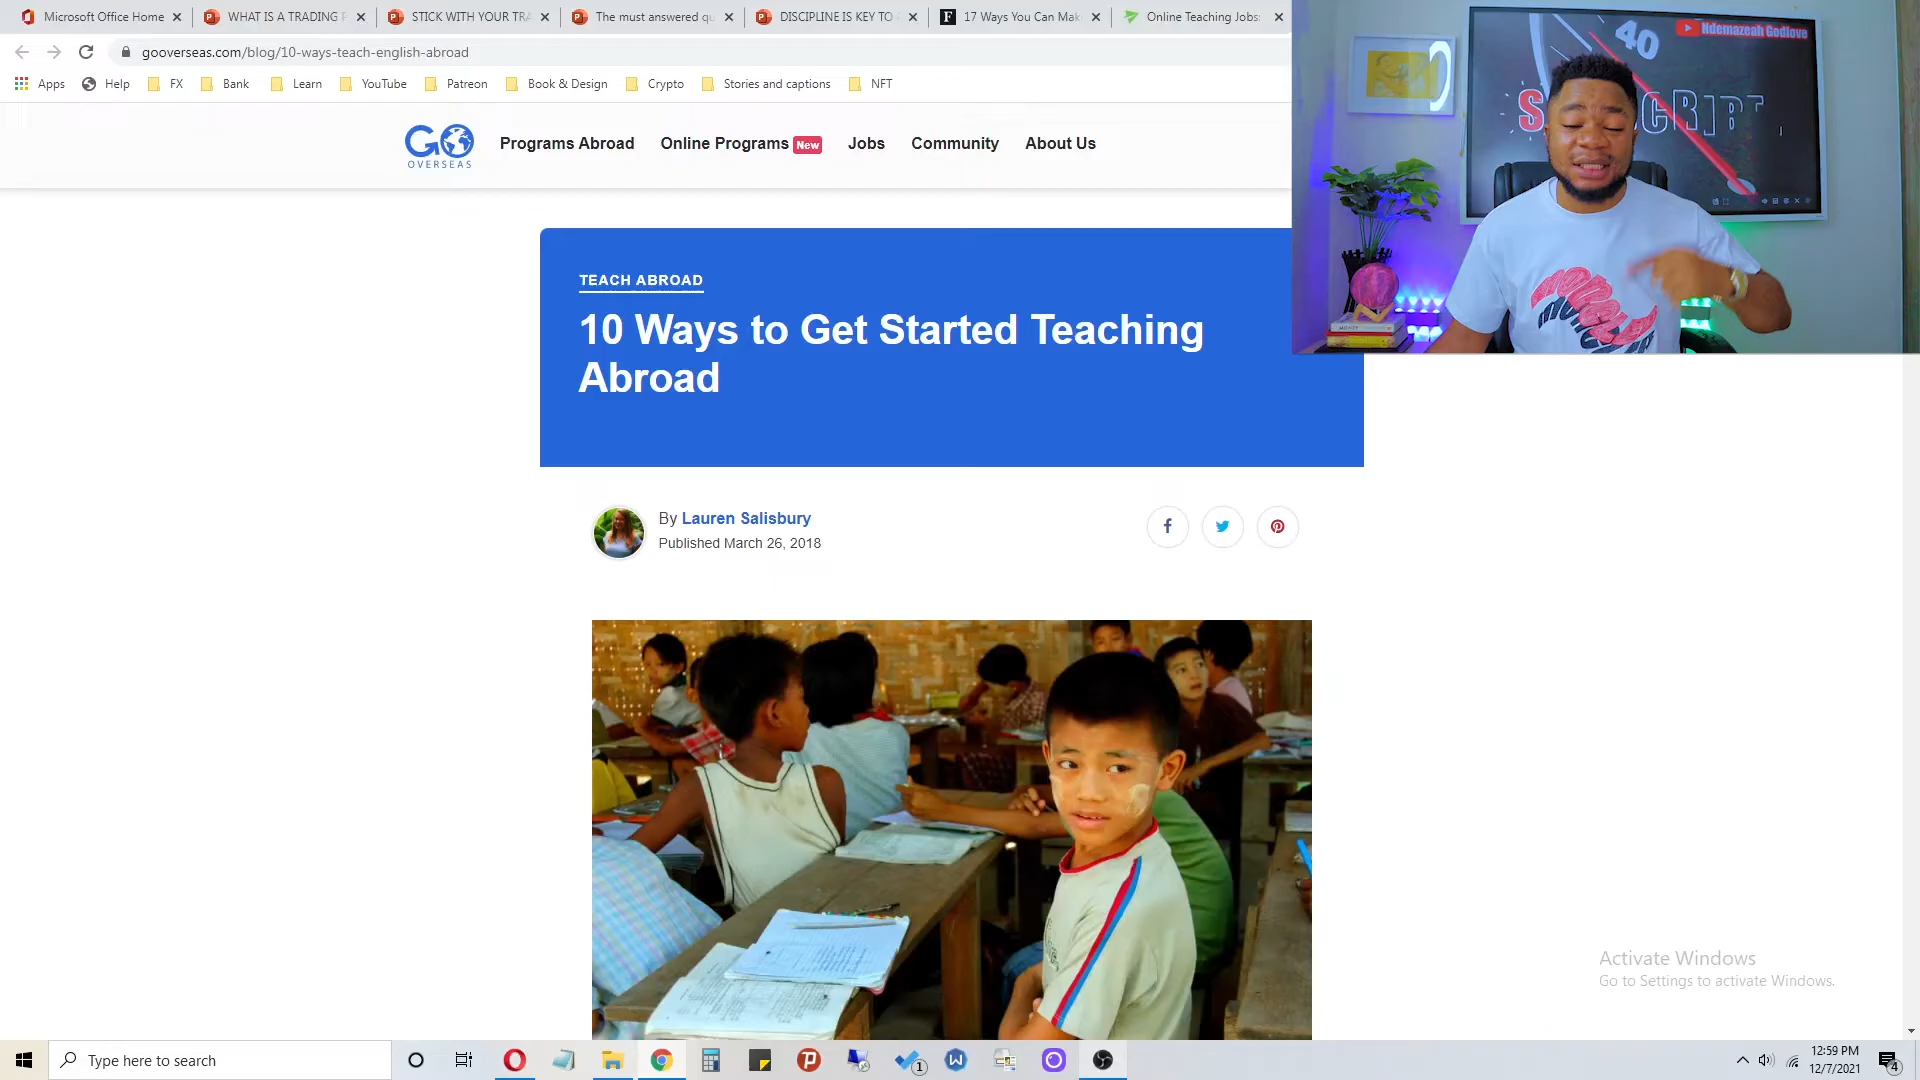 Microsoft Office Home
WHAT IS A TRADING P
STICK WITH YOUR TRA
The must answered qu
DISCIPLINE IS KEY TO
17 Ways You Can Mak
Online Teaching Jobs:
gooverseas.com/blog/10-ways-teach-english-abroad
Apps
Help
FX
Bank
Learn
YouTube
Patreon
Book & Design
Crypto
Stories and captions
NFT
GO
OVERSEAS
Programs Abroad
Online Programs New
Jobs
Community
About Us
40
Ndemazeah Godlove
TEACH ABROAD
10 Ways to Get Started Teaching
Abroad
By Lauren Salisbury
Published March 26, 2018
MONEY
Activate Windows
Go to Settings to activate Windows.
Type here to search
1
12:59 PM
12/7/2021
4